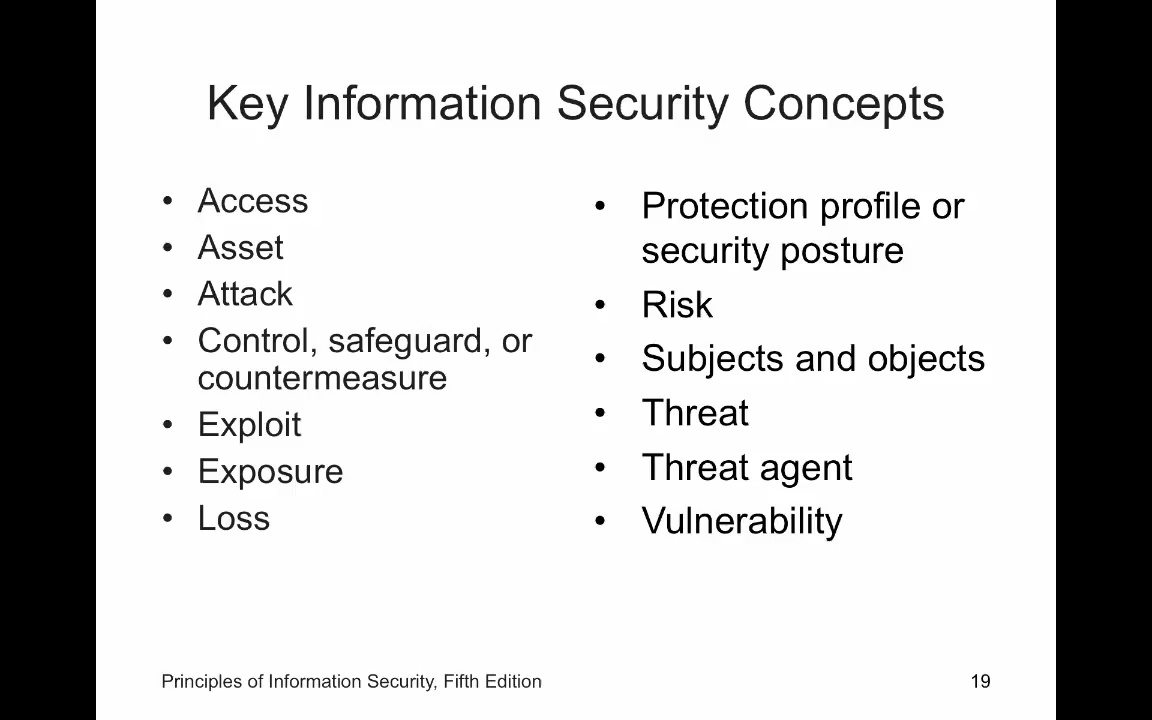 Key Information Security Concepts
• Access
• Asset
• Attack
• Control, safeguard, or
countermeasure
• Exploit
• Exposure
• Loss
• Protection profile or
security posture
• Risk
• Subjects and objects
• Threat
• Threat agent
• Vulnerability
Principles of Information Security, Fifth Edition
19